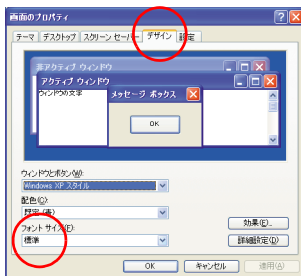 画面のプロパティ
テーマ デスクトップ スクリーン セーバー デザイン 設定
非アクティブ ウィンドウ
アクティブ ウィンドウ
ウィンドウの文字
メッセージ ボックス
OK
ウィンドウとボタン(W):
Windows XP スタイル
配色(C):
既定 (青)
フォント サイズ(F):
標準
効果(E)...
詳細設定(D)
OK キャンセル 適用(A)